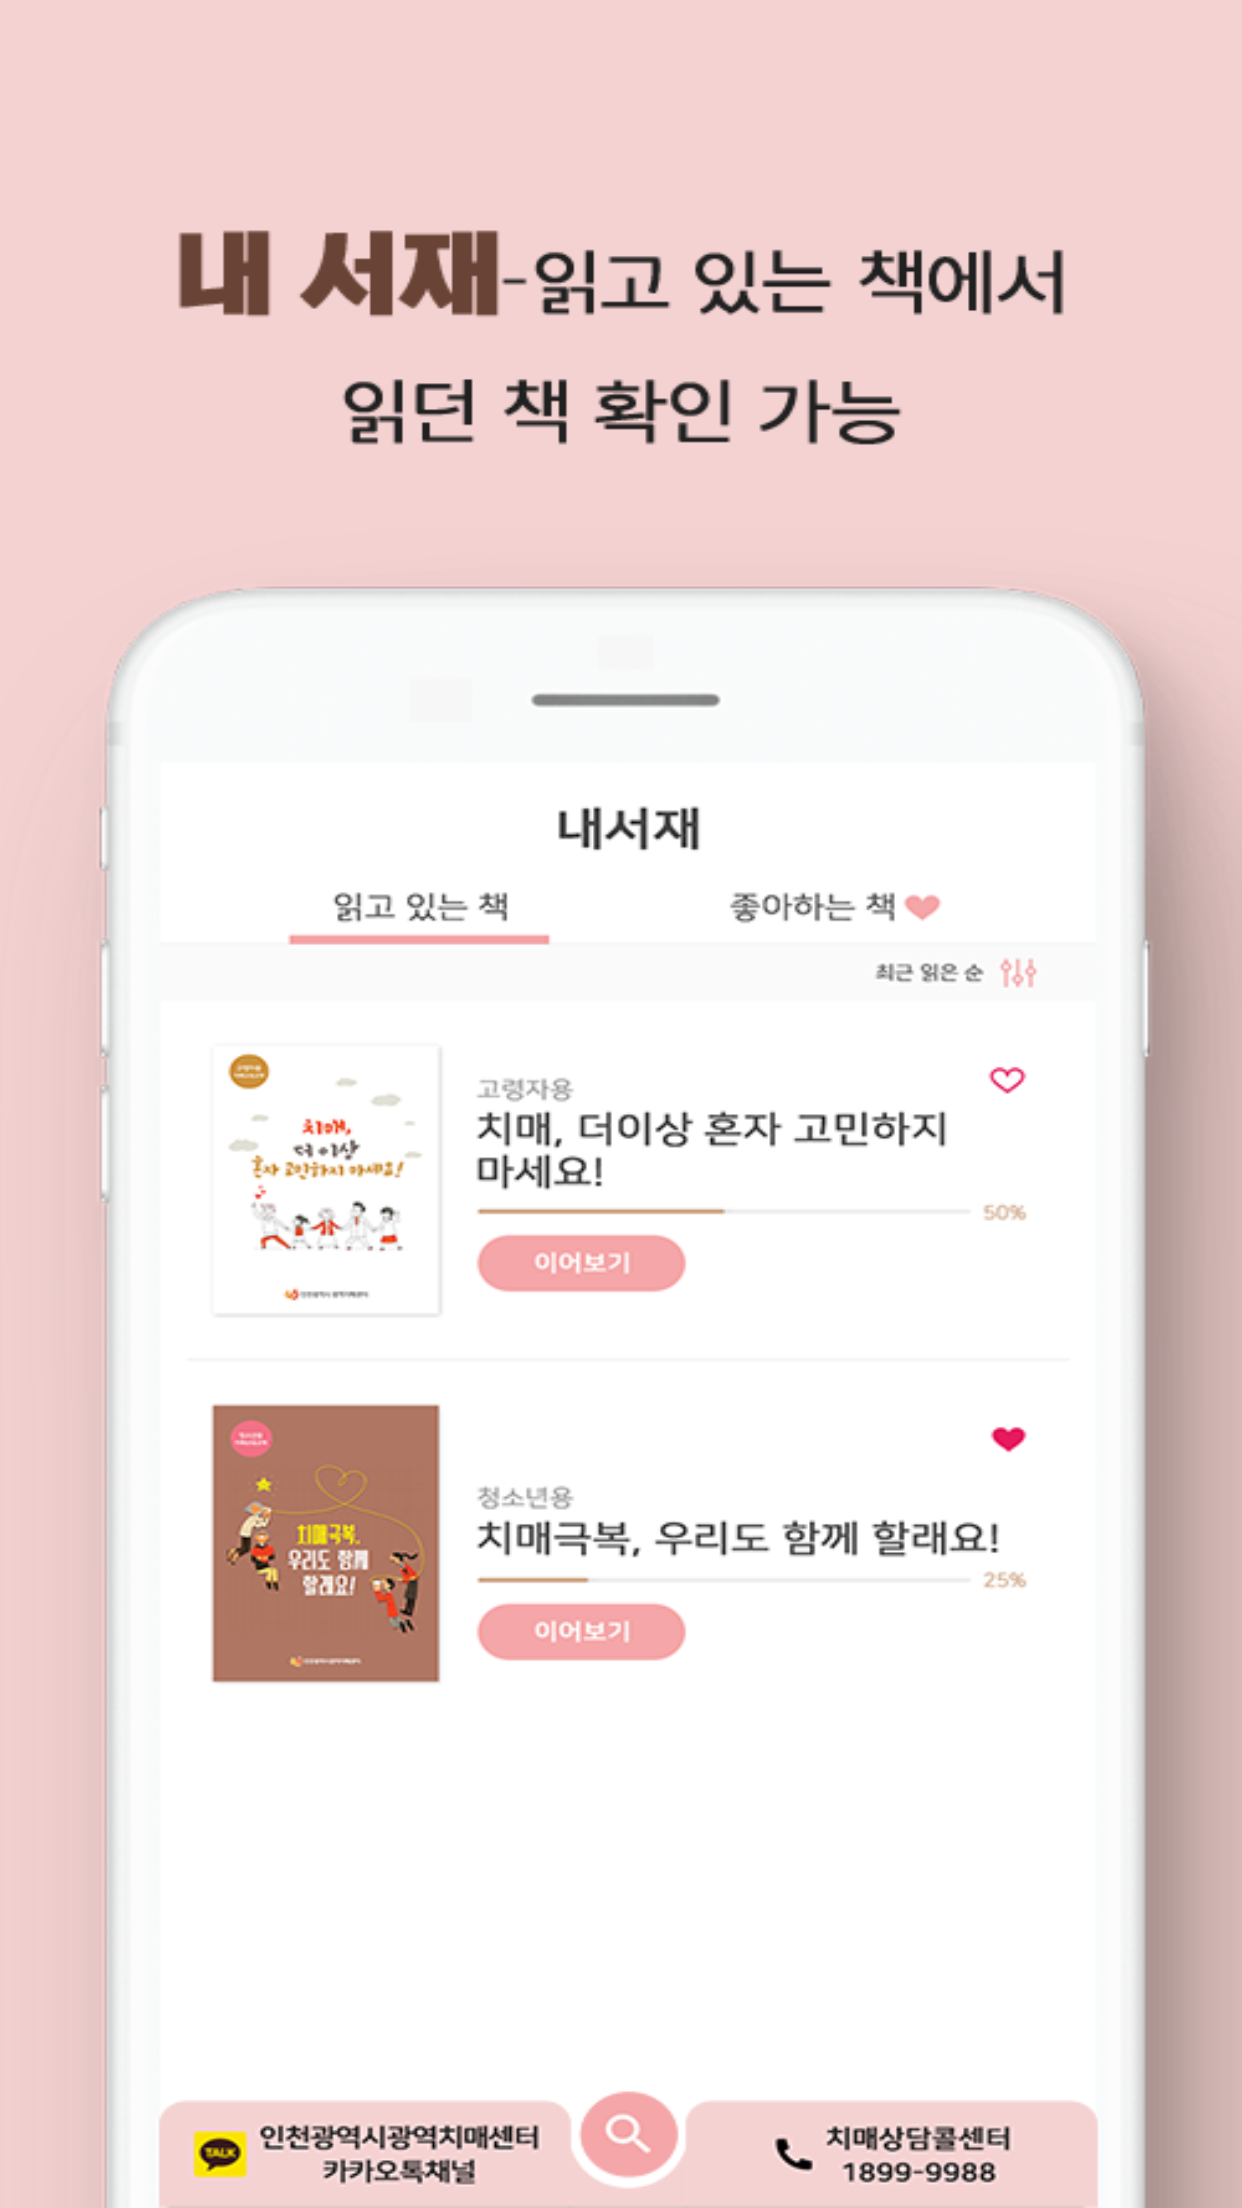 내 서재-읽고 있는 책에서
읽던 책 확인 가능
내서재
읽고 있는 책
좋아하는 책
최근 읽은 순
치매,
더 이상
혼자 고민하지 마세요!
고령자용
치매, 더이상 혼자 고민하지
마세요!
50%
이어보기
치매극복,
우리도 함께
할래요!
청소년용
치매극복, 우리도 함께 할래요!
25%
이어보기
TALK
인천광역시광역치매센터
카카오톡채널
치매상담콜센터
1899-9988